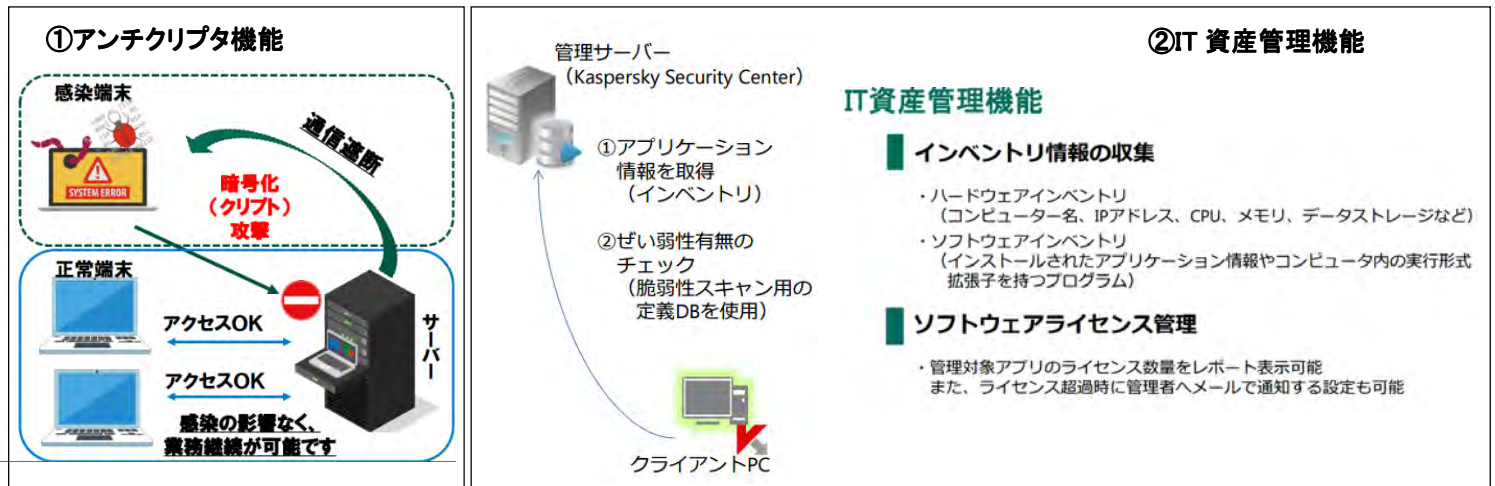 ①アンチクリプタ機能
感染端末
SYSTEM ERROR
通信遮断
暗号化
(クリプト)
攻撃
正常端末
アクセスOK
アクセスOK
サーバー
感染の影響なく、
業務継続が可能です
管理サーバー
(Kaspersky Security Center)
①アプリケーション
情報を取得
(インベントリ)
②ぜい弱性有無の
チェック
(脆弱性スキャン用の
定義DBを使用)
クライアントPC
②IT 資産管理機能
IT資産管理機能
インベントリ情報の収集
・ハードウェアインベントリ
(コンピューター名、IPアドレス、CPU、メモリ、データストレージなど)
・ソフトウェアインベントリ
(インストールされたアプリケーション情報やコンピュータ内の実行形式
拡張子を持つプログラム)
ソフトウェアライセンス管理
・管理対象アプリのライセンス数量をレポート表示可能
また、ライセンス超過時に管理者へメールで通知する設定も可能